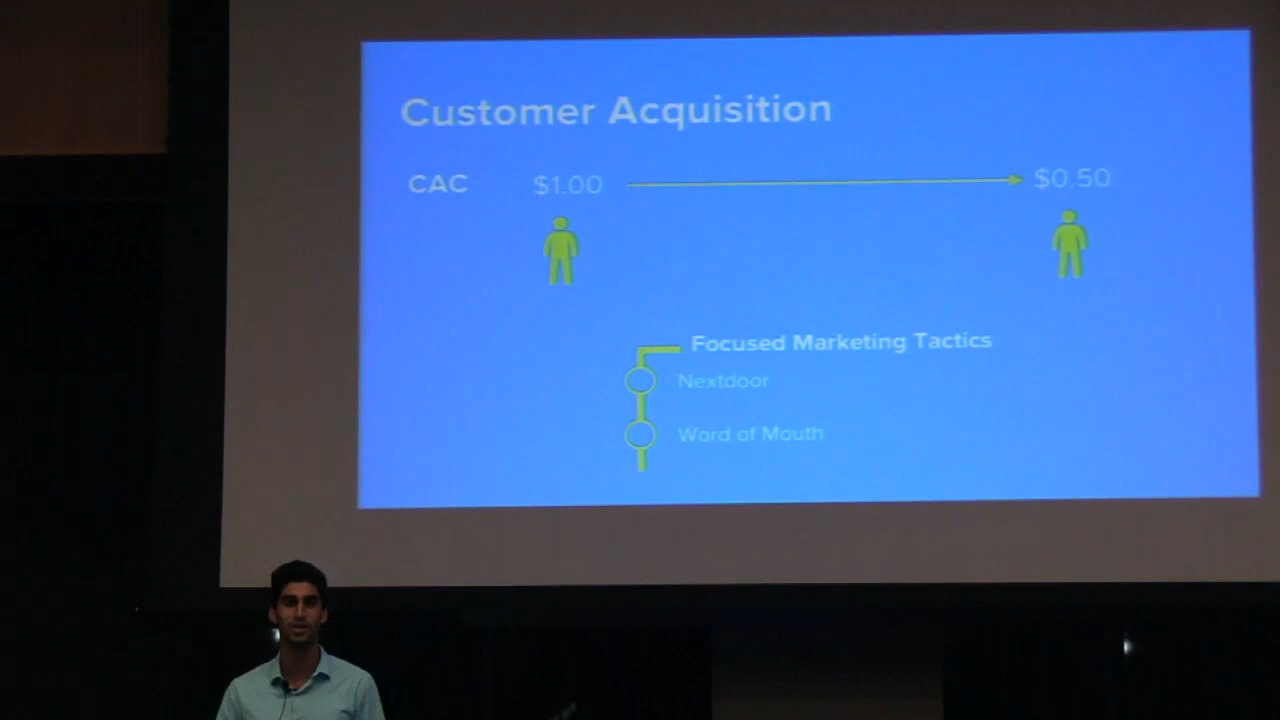 Customer Acquisition
CAC $1.00 $0.50
Focused Marketing Tactics
Nextdoor
Word of Mouth